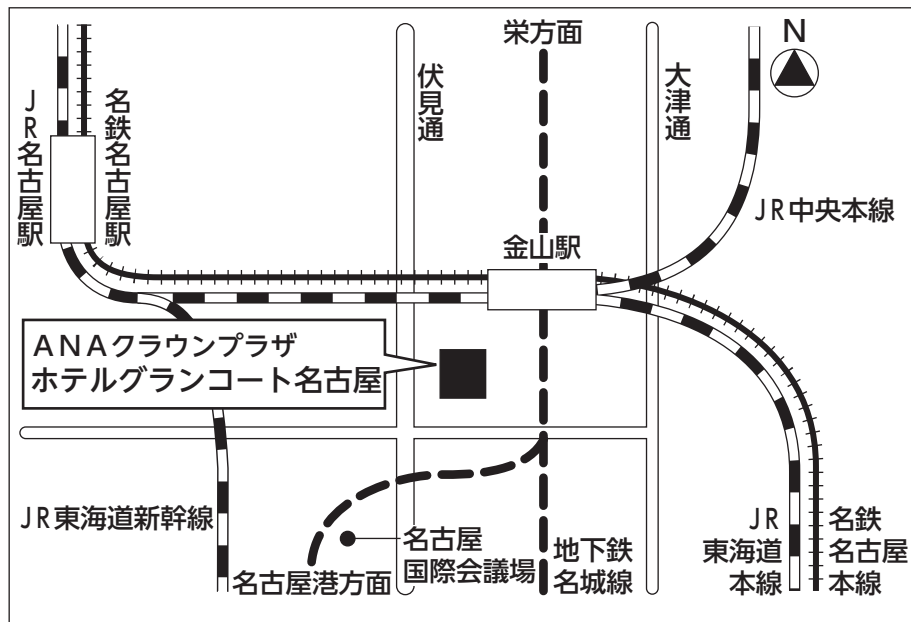 栄方面
N
伏見通
大津通
JR名古屋駅
名鉄名古屋駅
JR中央本線
金山駅
ANAクラウンプラザ
ホテルグランコート名古屋
JR東海道新幹線
名古屋港方面
名古屋
国際会議場
地下鉄
名城線
JR
東海道
本線
名鉄
名古屋
本線